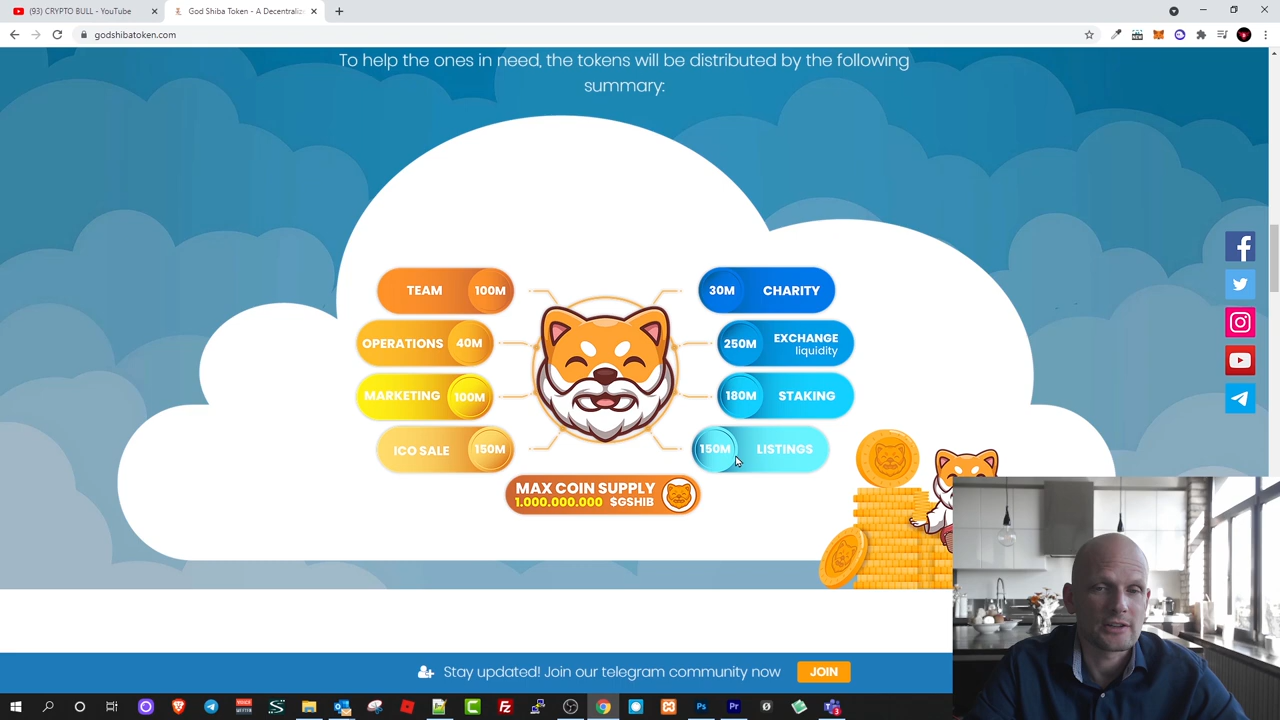 (93) CRYPTO BULL - YouTube
God Shiba Token - A Decentraliz
godshibatoken.com
To help the ones in need, the tokens will be distributed by the following
summary:
TEAM 100M
30M CHARITY
OPERATIONS 40M
250M EXCHANGE
liquidity
MARKETING 100M
180M STAKING
ICO SALE 150M
150M LISTINGS
MAX COIN SUPPLY
1.000.000.000 $GSHIB
Stay updated! Join our telegram community now
JOIN